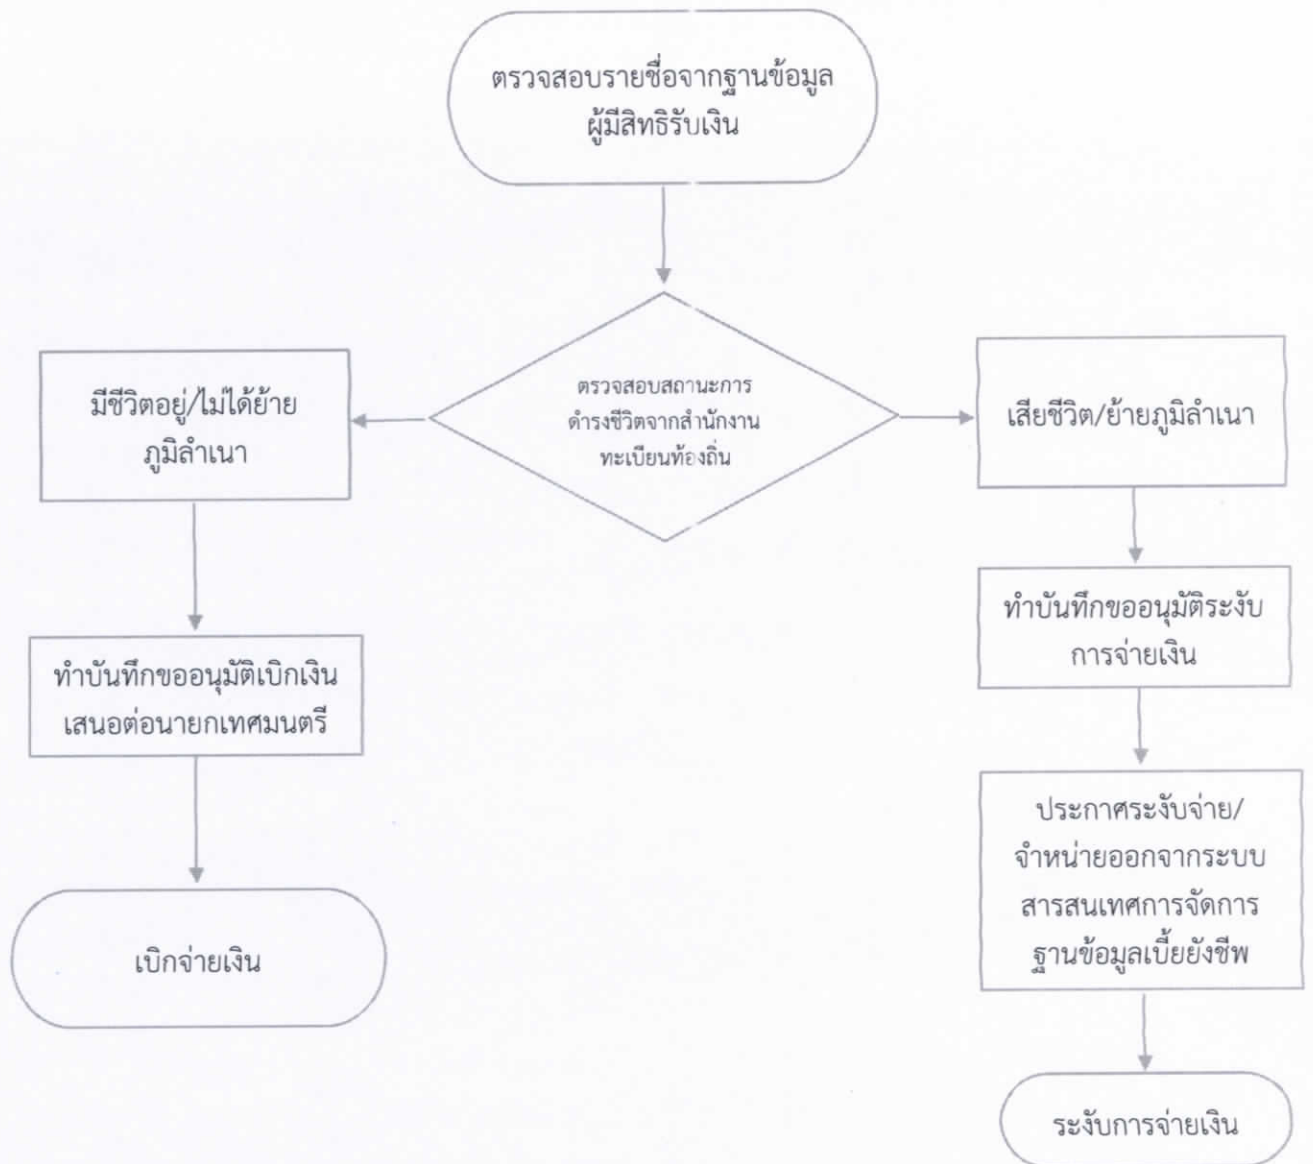 ตรวจสอบรายชื่อจากฐานข้อมูล
ผู้มีสิทธิรับเงิน
ตรวจสอบสถานะการ
ดำรงชีวิตจากสำนักงาน
ทะเบียนท้องถิ่น
มีชีวิตอยู่/ไม่ได้ย้าย
ภูมิลำเนา
ทำบันทึกขออนุมัติเบิกเงิน
เสนอต่อนายกเทศมนตรี
เบิกจ่ายเงิน
เสียชีวิต/ย้ายภูมิลำเนา
ทำบันทึกขออนุมัติระงับ
การจ่ายเงิน
ประกาศระงับจ่าย/
จำหน่ายออกจากระบบ
สารสนเทศการจัดการ
ฐานข้อมูลเบี้ยยังชีพ
ระงับการจ่ายเงิน